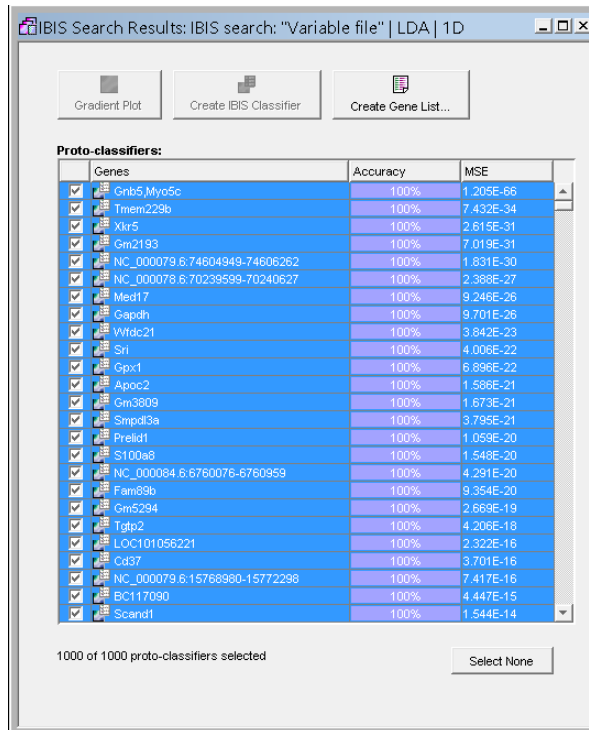 IBIS Search Results: IBIS search: "Variable file" | LDA | 1D
Gradient Plot Create IBIS Classifier Create Gene List...
Proto-classifiers:
Genes Accuracy MSE
Gnb5,Myo5c 100% 1.205E-66
Tmem229b 100% 7.432E-34
Xkr5 100% 2.615E-31
Gm2193 100% 7.019E-31
NC_000079.6:74604949-74606262 100% 1.831E-30
NC_000078.6:70239599-70240627 100% 2.388E-27
Med17 100% 9.246E-26
Gapdh 100% 9.701E-26
Wfdc21 100% 3.842E-23
Sri 100% 4.006E-22
Gpx1 100% 6.896E-22
Apoc2 100% 1.586E-21
Gm3809 100% 1.673E-21
Smpdl3a 100% 3.795E-21
Prelid1 100% 1.059E-20
S100a8 100% 1.548E-20
NC_000084.6:6760076-6760959 100% 4.291E-20
Fam89b 100% 9.354E-20
Gm5294 100% 2.669E-19
Tgtp2 100% 4.206E-18
LOC101056221 100% 2.322E-16
Cd37 100% 3.701E-16
NC_000079.6:15768980-15772298 100% 7.417E-16
BC117090 100% 4.447E-15
Scand1 100% 1.544E-14
1000 of 1000 proto-classifiers selected
Select None